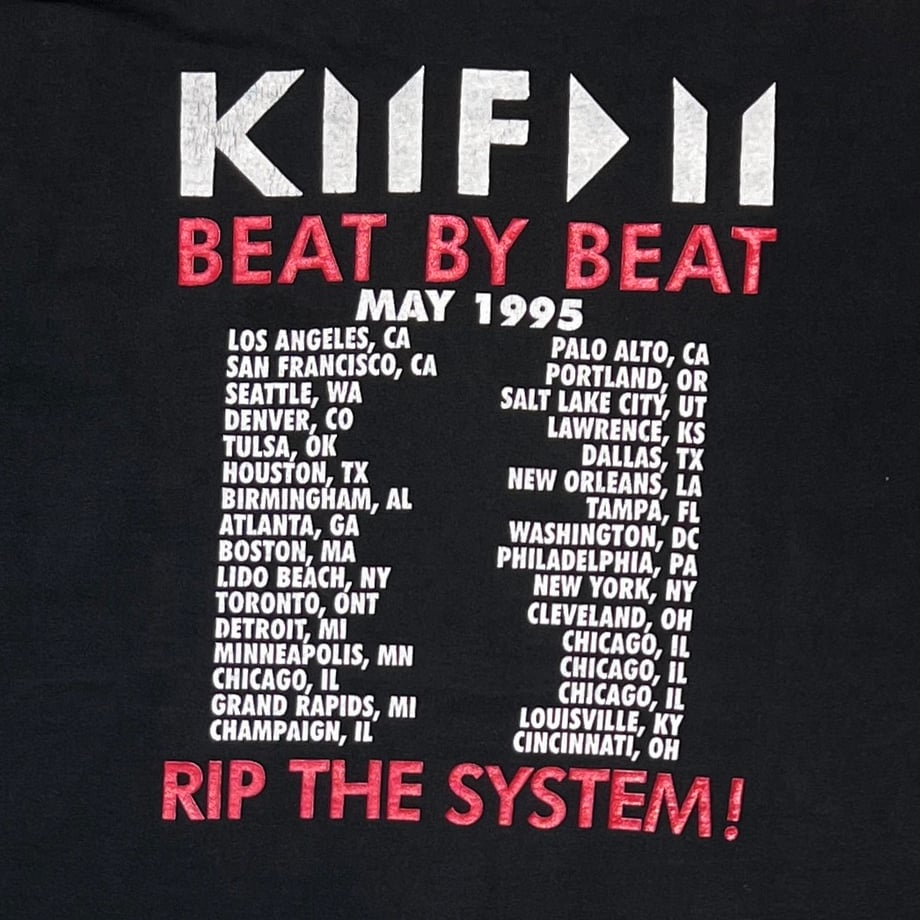 KMFDM
BEAT BY BEAT
MAY 1995
LOS ANGELES, CA
SAN FRANCISCO, CA
SEATTLE, WA
DENVER, CO
TULSA, OK
HOUSTON, TX
BIRMINGHAM, AL
ATLANTA, GA
BOSTON, MA
LIDO BEACH, NY
TORONTO, ONT
DETROIT, MI
MINNEAPOLIS, MN
CHICAGO, IL
GRAND RAPIDS, MI
CHAMPAIGN, IL
PALO ALTO, CA
PORTLAND, OR
SALT LAKE CITY, UT
LAWRENCE, KS
DALLAS, TX
NEW ORLEANS, LA
TAMPA, FL
WASHINGTON, DC
PHILADELPHIA, PA
NEW YORK, NY
CLEVELAND, OH
CHICAGO, IL
CHICAGO, IL
CHICAGO, IL
LOUISVILLE, KY
CINCINNATI, OH
RIP THE SYSTEM!